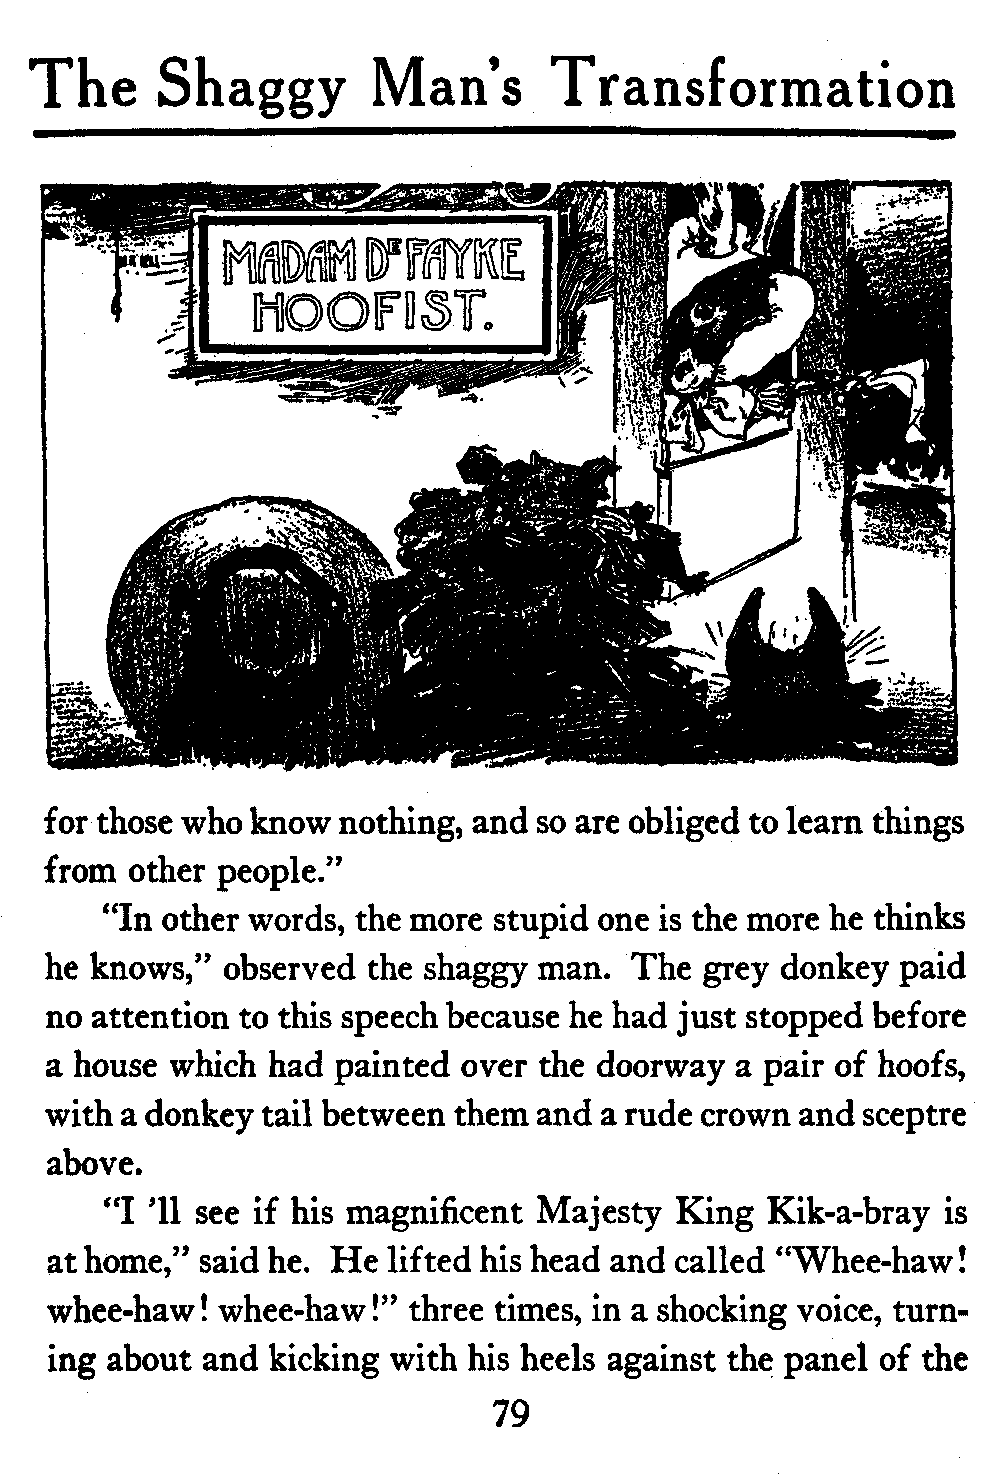 The Shaggy Man's Transformation
MADAM DE FAYKE
HOOFIST.
for those who know nothing, and so are obliged to learn things
from other people.”
“In other words, the more stupid one is the more he thinks
he knows,” observed the shaggy man. The grey donkey paid
no attention to this speech because he had just stopped before
a house which had painted over the doorway a pair of hoofs,
with a donkey tail between them and a rude crown and sceptre
above.
“I 'll see if his magnificent Majesty King Kik-a-bray is
at home,” said he. He lifted his head and called “Whee-haw!
whee-haw! whee-haw!” three times, in a shocking voice, turn-
ing about and kicking with his heels against the panel of the
79